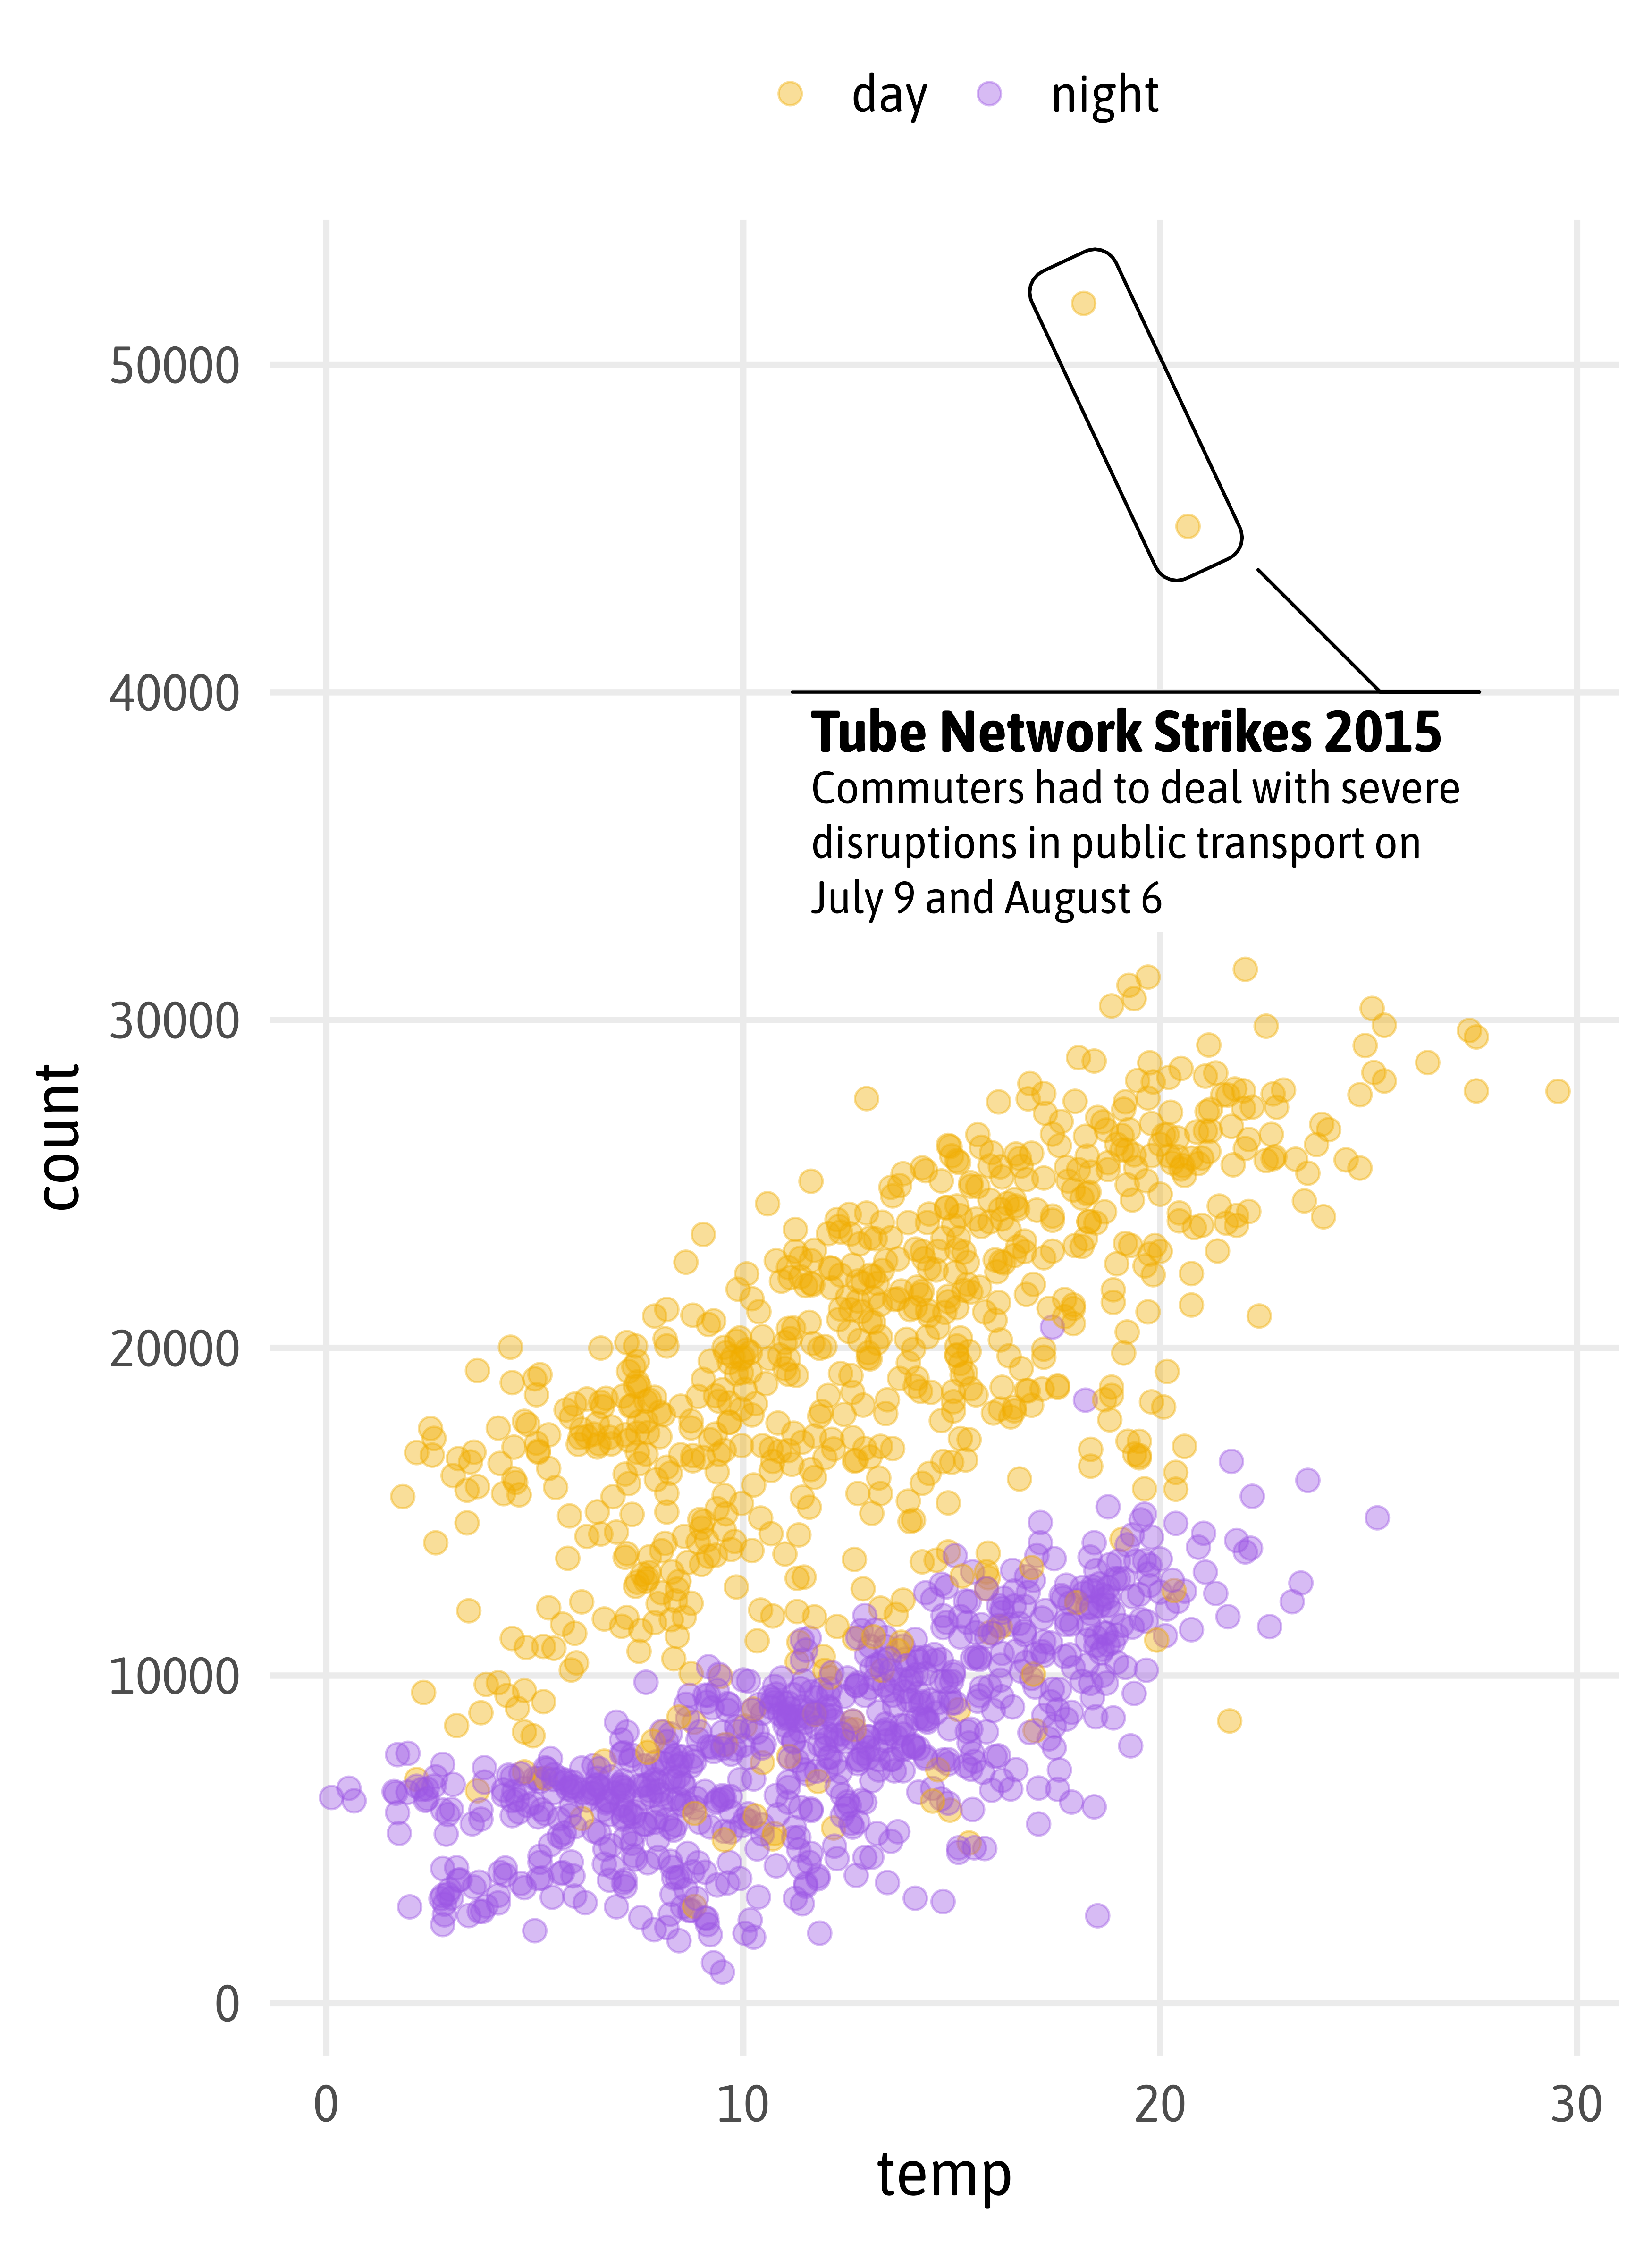 day night
50000
40000
Tube Network Strikes 2015
Commuters had to deal with severe
disruptions in public transport on
July 9 and August 6
30000
count
20000
10000
0
0 10 20 30
temp